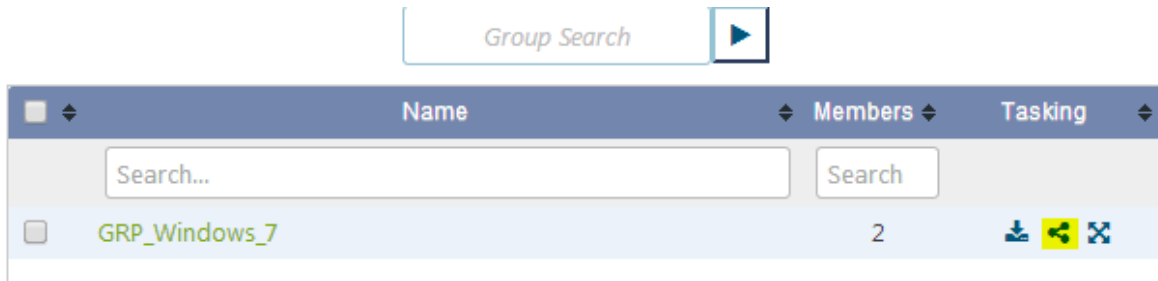 Group Search
Name Members Tasking
Search... Search
GRP_Windows_7 2